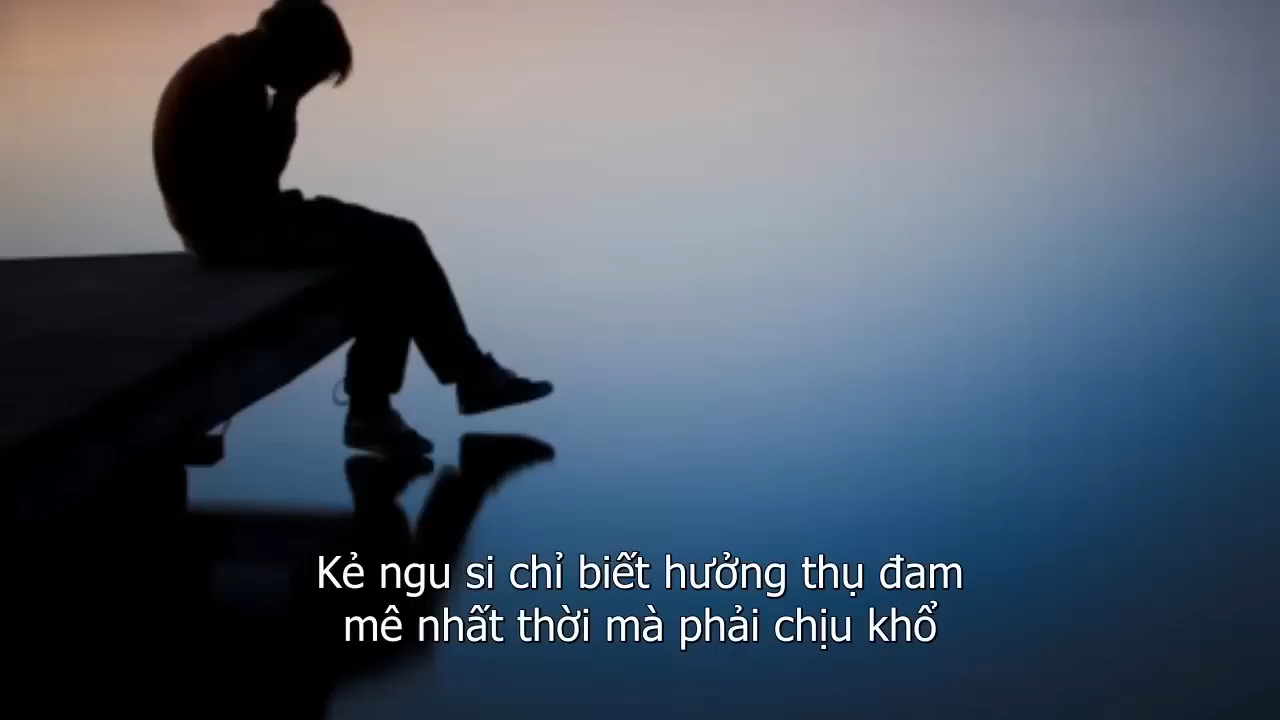 Kẻ ngu si chỉ biết hưởng thụ đam
mê nhất thời mà phải chịu khổ